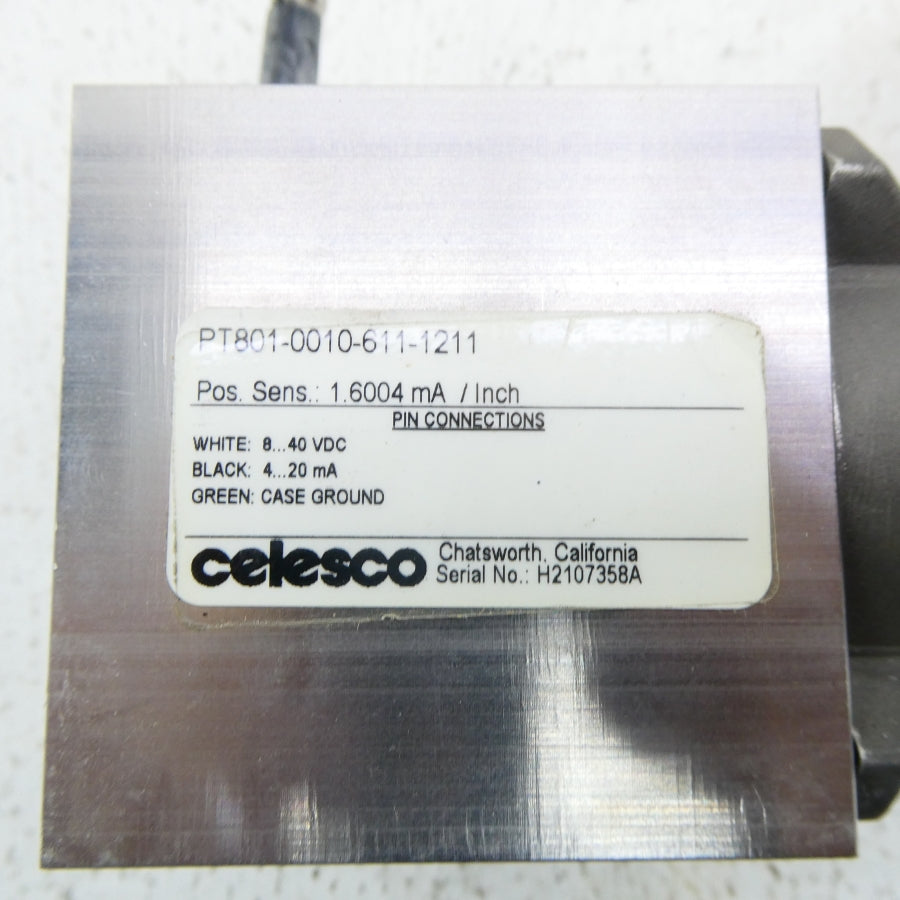 PT801-0010-611-1211
Pos. Sens.: 1.6004 mA / Inch
PIN CONNECTIONS
WHITE: 8...40 VDC
BLACK: 4...20 mA
GREEN: CASE GROUND
celesco Chatsworth, California
Serial No.: H2107358A